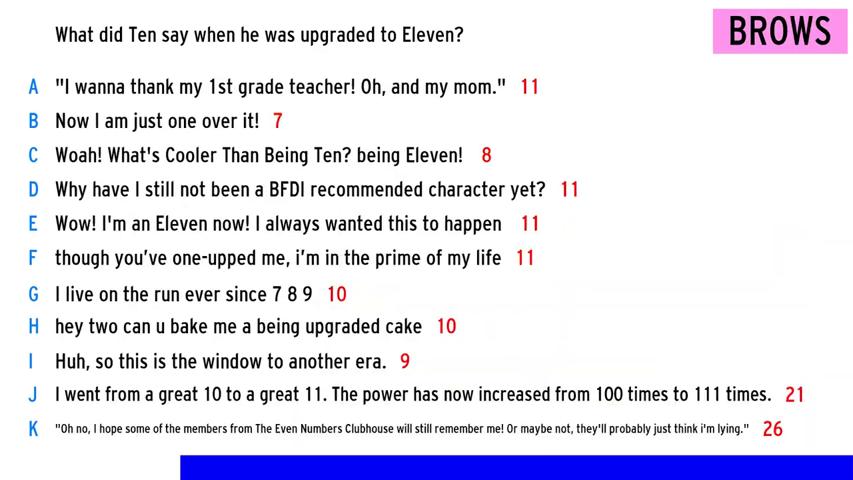 What did Ten say when he was upgraded to Eleven?
BROWS
A "I wanna thank my 1st grade teacher! Oh, and my mom." 11
B Now I am just one over it! 7
C Woah! What's Cooler Than Being Ten? being Eleven! 8
D Why have I still not been a BFDI recommended character yet? 11
E Wow! I'm an Eleven now! I always wanted this to happen 11
F though you’ve one-upped me, i’m in the prime of my life 11
G I live on the run ever since 7 8 9 10
H hey two can u bake me a being upgraded cake 10
I Huh, so this is the window to another era. 9
J I went from a great 10 to a great 11. The power has now increased from 100 times to 111 times. 21
K "Oh no, I hope some of the members from The Even Numbers Clubhouse will still remember me! Or maybe not, they'll probably just think i'm lying." 26